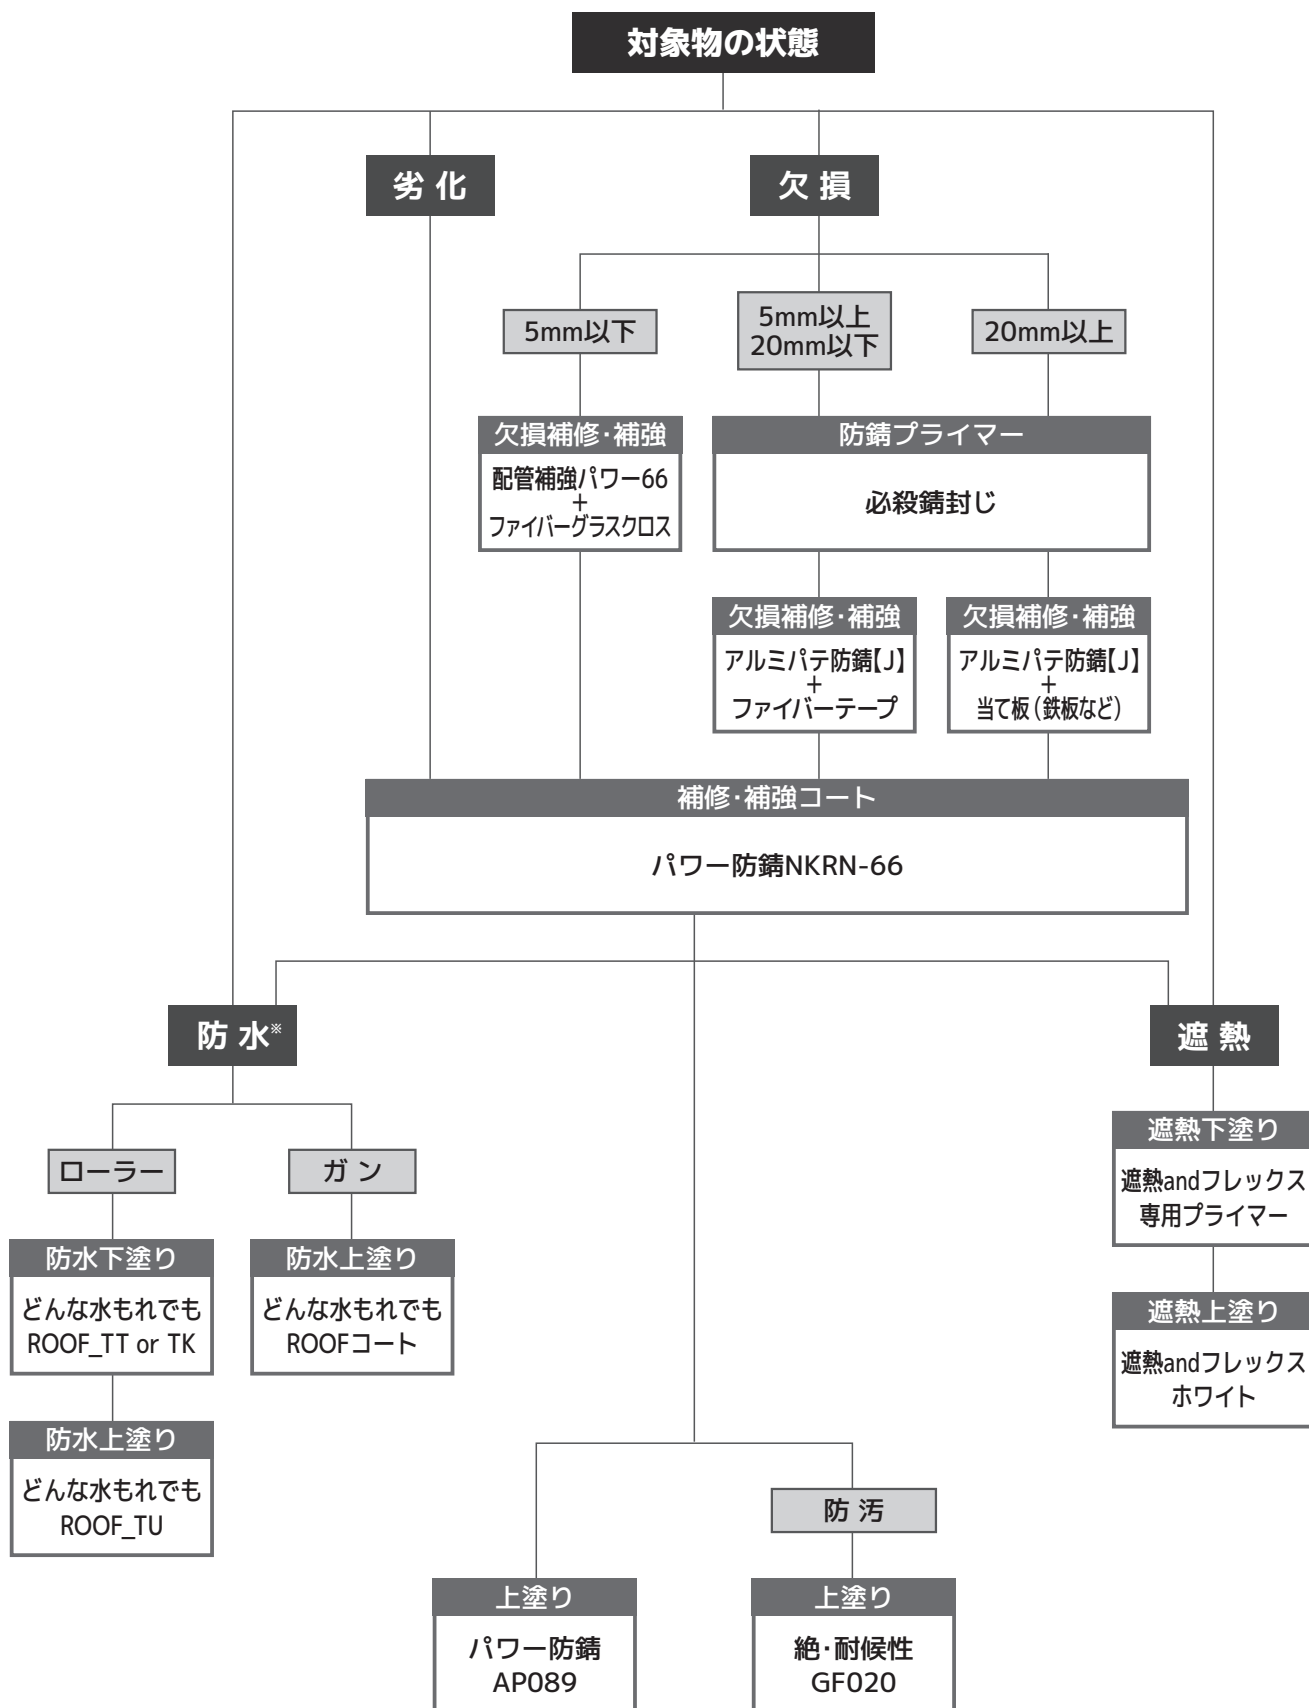 対象物の状態
劣 化
欠 損
5mm以下
5mm以上
20mm以下
20mm以上
欠損補修・補強
配管補強パワー66
+
ファイバーグラスクロス
防錆プライマー
必殺錆封じ
欠損補修・補強
アルミパテ防錆【J】
+
ファイバーテープ
欠損補修・補強
アルミパテ防錆【J】
+
当て板(鉄板など)
補修・補強コート
パワー防錆NKRN-66
防 水※
遮 熱
ローラー
ガ ン
防水下塗り
どんな水もれでも
ROOF_TT or TK
防水上塗り
どんな水もれでも
ROOFコート
防水上塗り
どんな水もれでも
ROOF_TU
遮熱下塗り
遮熱andフレックス
専用プライマー
遮熱上塗り
遮熱andフレックス
ホワイト
防 汚
上塗り
パワー防錆
AP089
上塗り
絶・耐候性
GF020